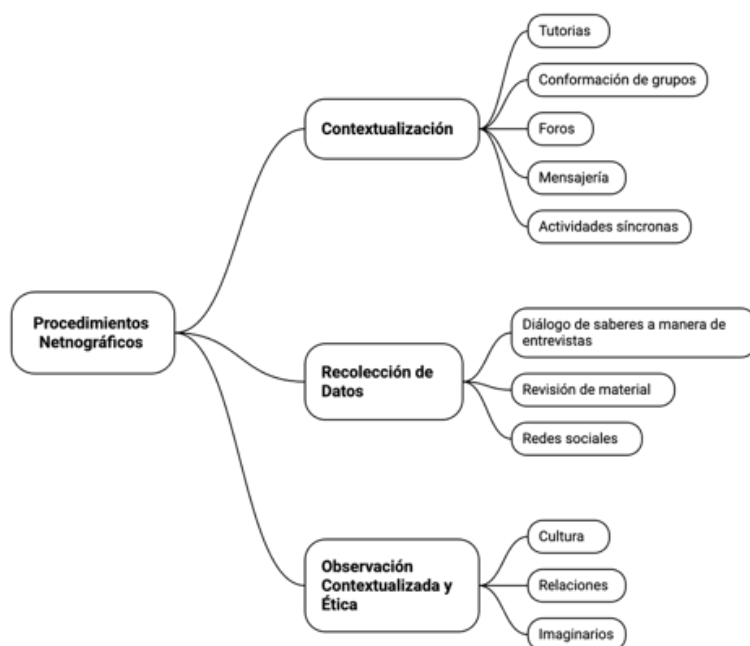 Procedimientos
Netnográficos
Contextualización
Tutorias
Conformación de grupos
Foros
Mensajería
Actividades síncronas
Recolección de
Datos
Diálogo de saberes a manera de
entrevistas
Revisión de material
Redes sociales
Observación
Contextualizada y
Ética
Cultura
Relaciones
Imaginarios